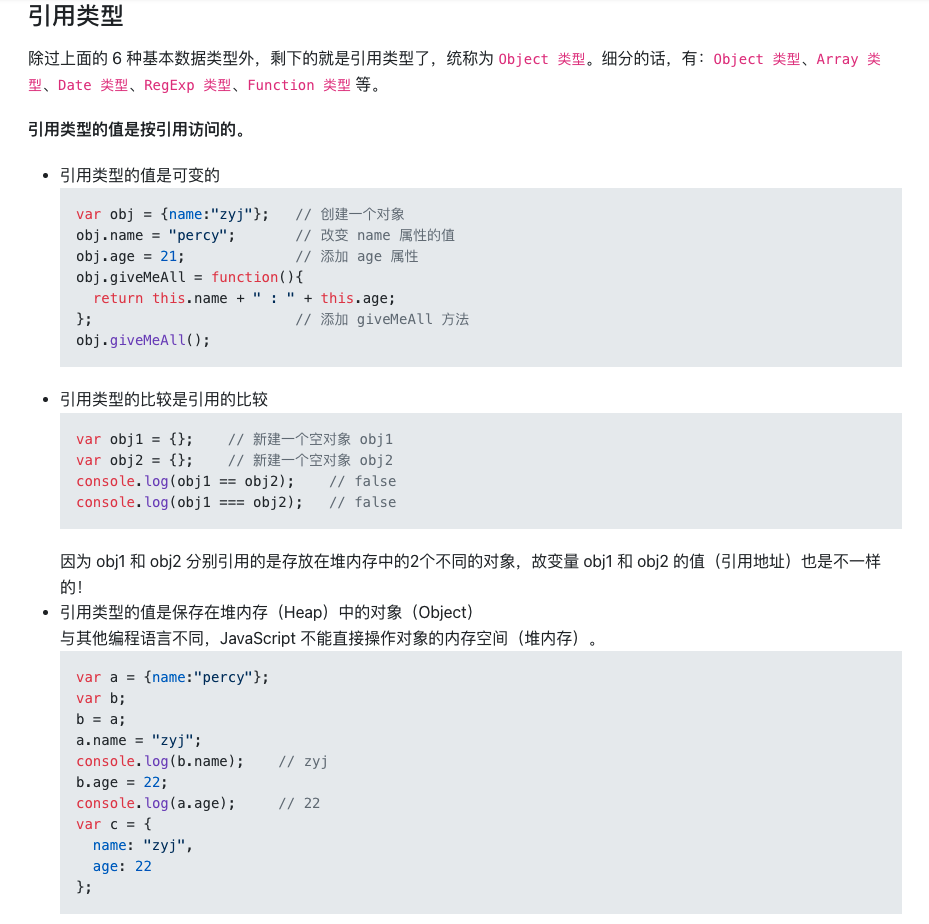 引用类型
除过上面的 6 种基本数据类型外，剩下的就是引用类型了，统称为 Object 类型。细分的话，有：Object 类型、Array 类
型、Date 类型、RegExp 类型、Function 类型 等。
引用类型的值是按引用访问的。
• 引用类型的值是可变的
var obj = {name:"zyj"};   // 创建一个对象
obj.name = "percy";       // 改变 name 属性的值
obj.age = 21;             // 添加 age 属性
obj.giveMeAll = function(){
  return this.name + " : " + this.age;
};                        // 添加 giveMeAll 方法
obj.giveMeAll();
• 引用类型的比较是引用的比较
var obj1 = {};    // 新建一个空对象 obj1
var obj2 = {};    // 新建一个空对象 obj2
console.log(obj1 == obj2);    // false
console.log(obj1 === obj2);   // false
因为 obj1 和 obj2 分别引用的是存放在堆内存中的2个不同的对象，故变量 obj1 和 obj2 的值（引用地址）也是不一样
的！
• 引用类型的值是保存在堆内存（Heap）中的对象（Object）
与其他编程语言不同，JavaScript 不能直接操作对象的内存空间（堆内存）。
var a = {name:"percy"};
var b;
b = a;
a.name = "zyj";
console.log(b.name);    // zyj
b.age = 22;
console.log(a.age);     // 22
var c = {
  name: "zyj",
  age: 22
};